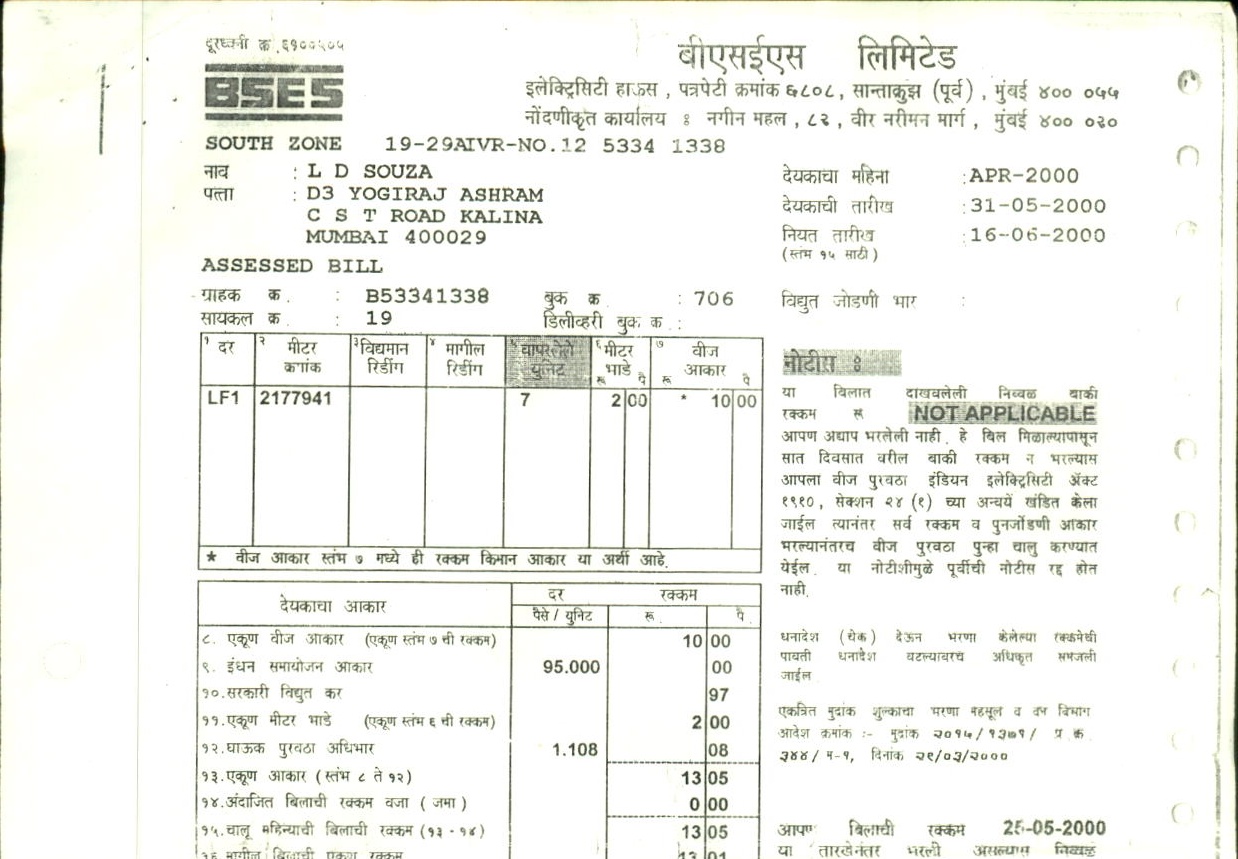 दूरध्वनी क्र.६१००५०५
BSES
बीएसईएस लिमिटेड
इलेक्ट्रिसिटी हाऊस , पत्रपेटी क्रमांक ६८०८, सान्ताक्रुझ (पूर्व) , मुंबई ४०० ०५५
नोंदणीकृत कार्यालय : नगीन महल , ८२ , वीर नरीमन मार्ग , मुंबई ४०० ०२०
SOUTH ZONE 19-29AIVR-NO.12 5334 1338
नाव : L D SOUZA
पत्ता : D3 YOGIRAJ ASHRAM
C S T ROAD KALINA
MUMBAI 400029
देयकाचा महिना : APR-2000
देयकाची तारीख : 31-05-2000
नियत तारीख : 16-06-2000
(स्तंभ १५ साठी)
ASSESSED BILL
ग्राहक क्र. : B53341338 बुक क्र : 706
विद्युत जोडणी भार :
सायकल क्र : 19 डिलीव्हरी बुक क्र :
१ दर २ मीटर क्रमांक ३ विद्यमान रिडींग ४ मागील रिडींग ५ वापरलेले युनिट ६ मीटर भाडे रू पै ७ वीज आकार रू पै
LF1 2177941 7 2 00 * 10 00
* वीज आकार स्तंभ ७ मध्ये ही रक्कम किमान आकार या अर्थी आहे.
देयकाचा आकार दर रक्कम
पैसे / युनिट रू. पै.
८. एकूण वीज आकार (एकूण स्तंभ ७ ची रक्कम) 10 00
९. इंधन समायोजन आकार 95.000 00
१०.सरकारी विद्युत कर 97
११.एकूण मीटर भाडे (एकूण स्तंभ ६ ची रक्कम) 2 00
१२.घाऊक पुरवठा अधिभार 1.108 08
१३.एकूण आकार (स्तंभ ८ ते १२) 13 05
१४.अंदाजित बिलाची रक्कम वजा ( जमा ) 0 00
१५.चालू महिन्याची बिलाची रक्कम (१३ - १४) 13 05
१६.मागील बिलाची एकूण रक्कम 13 01
नोटीस :
या बिलात दाखवलेली निव्वळ बाकी
रक्कम रू NOT APPLICABLE
आपण अद्याप भरलेली नाही. हे बिल मिळाल्यापासून
सात दिवसात वरील बाकी रक्कम न भरल्यास
आपला वीज पुरवठा इंडियन इलेक्ट्रिसिटी ॲक्ट
१९१०, सेक्शन २४ (१) च्या अन्वयें खंडित केला
जाईल त्यानंतर सर्व रक्कम व पुनर्जोडणी आकार
भरल्यानंतरच वीज पुरवठा पुन्हा चालु करण्यात
येईल. या नोटीशीमुळे पूर्वीची नोटीस रद्द होत
नाही.
धनादेश (चेक) देऊन भरणा केलेल्या रक्कमेची
पावती धनादेश वटल्यावरच अधिकृत समजली
जाईल
एकत्रित मुद्रांक शुल्काचा भरणा महसूल व वन विभाग
आदेश क्रमांक :- मुद्रांक २०१५/१३७१/ प्र क्र
३४४/ म-१, दिनांक २९/०३/२०००
आपण बिलाची रक्कम 25-05-2000
या तारखेनंतर भरली असल्यास निव्वळ